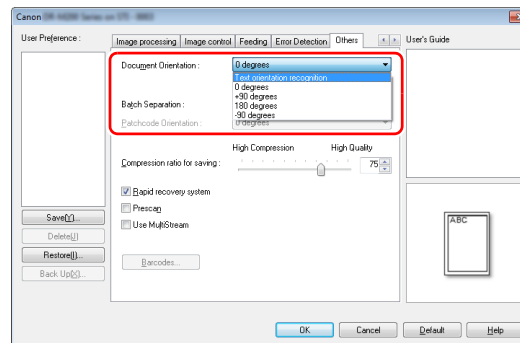 Canon
User Preference :
Image processing
Image control
Feeding
Error Detection
Others
User's Guide
Document Orientation :
0 degrees
Text orientation recognition
0 degrees
+90 degrees
180 degrees
-90 degrees
Batch Separation :
Patchcode Orientation :
0 degrees
High Compression
High Quality
Compression ratio for saving :
75
Rapid recovery system
Prescan
Use MultiStream
Barcodes...
Save(Y)...
Delete(J)
Restore(I)...
Back Up(X)...
ABC
OK
Cancel
Default
Help